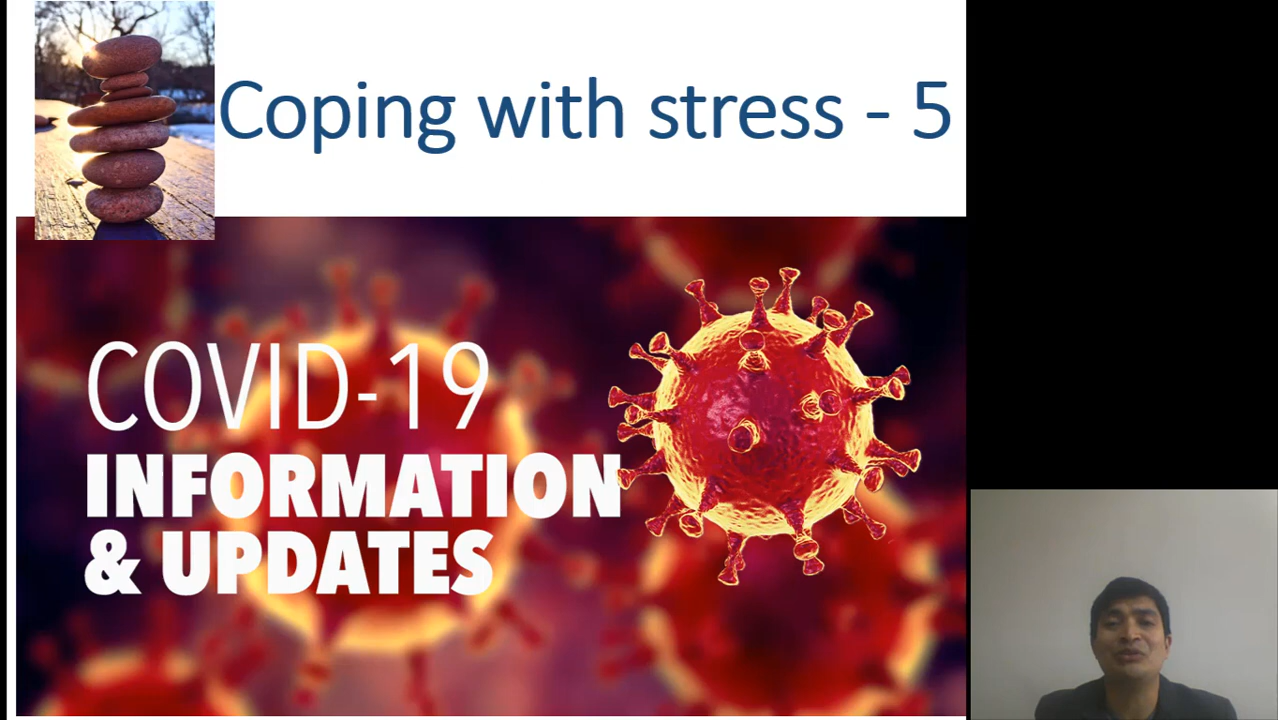 Coping with stress - 5
COVID-19
INFORMATION
& UPDATES